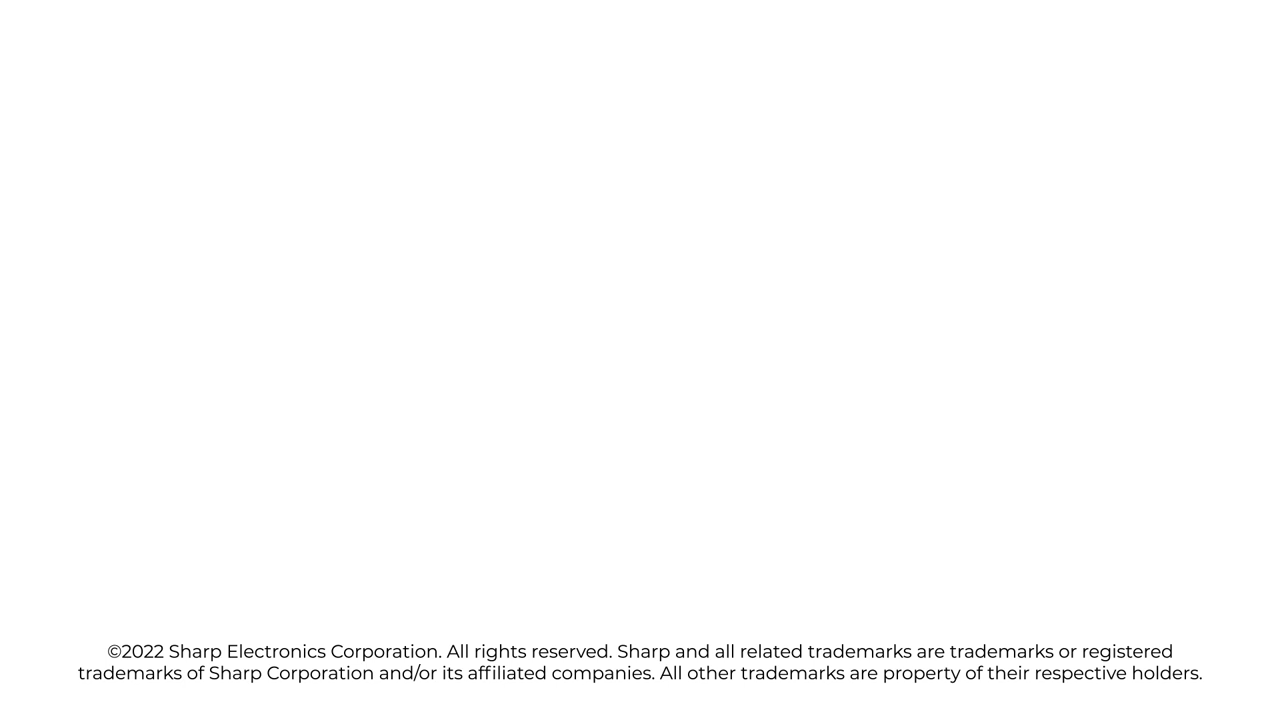 ©2022 Sharp Electronics Corporation. All rights reserved. Sharp and all related trademarks are trademarks or registered
trademarks of Sharp Corporation and/or its affiliated companies. All other trademarks are property of their respective holders.